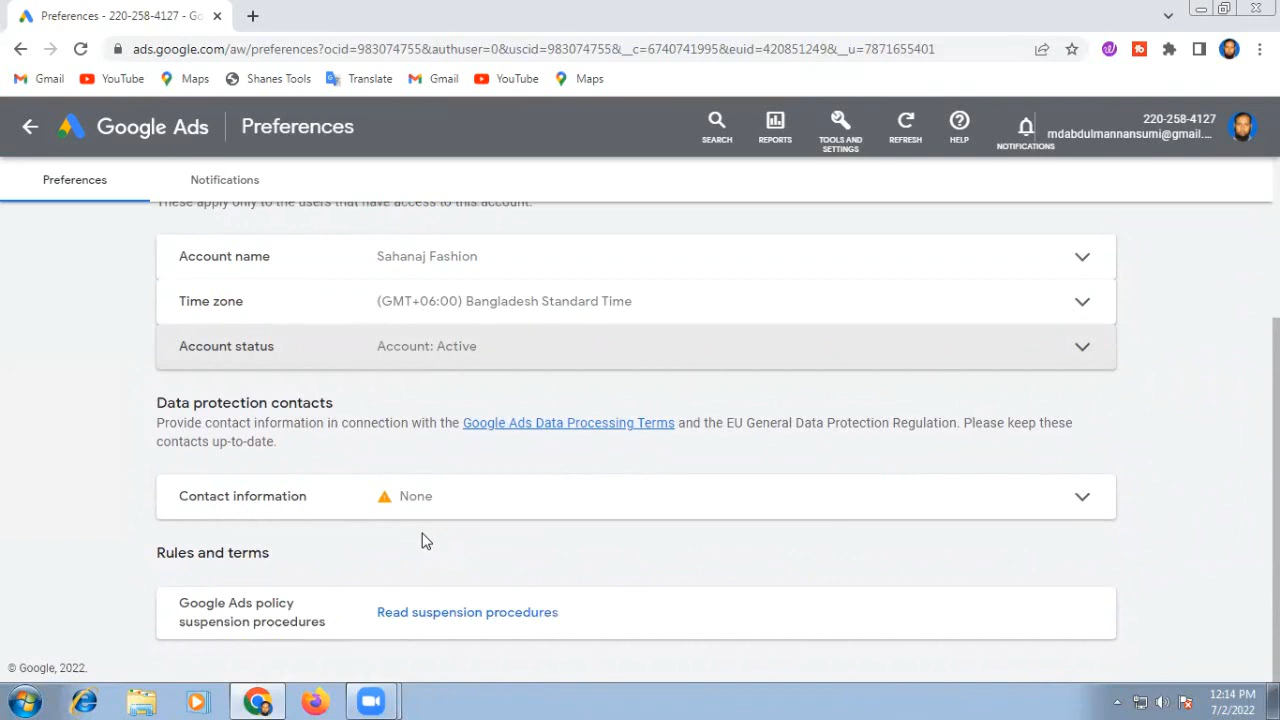 Preferences - 220-258-4127 - Go
ads.google.com/aw/preferences?ocid=983074755&authuser=0&uscid=983074755&__c=6740741995&euid=420851249&__u=7871655401
Gmail YouTube Maps Shanes Tools Translate Gmail YouTube Maps
Google Ads Preferences
SEARCH REPORTS TOOLS AND SETTINGS REFRESH HELP NOTIFICATIONS
220-258-4127
mdabdulmannansumi@gmail....
Preferences Notifications
These apply only to the users that have access to this account.
Account name Sahanaj Fashion
Time zone (GMT+06:00) Bangladesh Standard Time
Account status Account: Active
Data protection contacts
Provide contact information in connection with the Google Ads Data Processing Terms and the EU General Data Protection Regulation. Please keep these
contacts up-to-date.
Contact information None
Rules and terms
Google Ads policy
suspension procedures
Read suspension procedures
© Google, 2022.
12:14 PM
7/2/2022